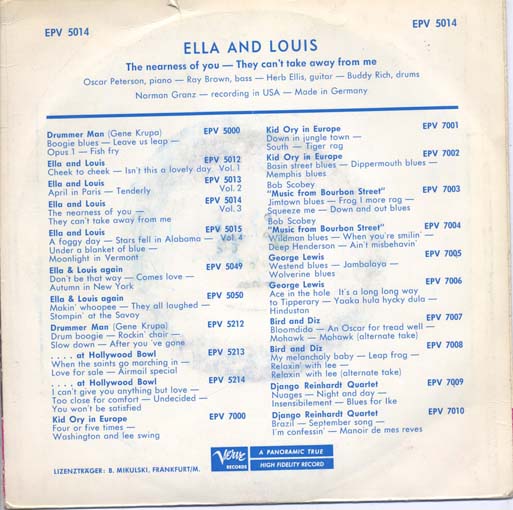 EPV 5014
EPV 5014
ELLA AND LOUIS
The nearness of you — They can't take away from me
Oscar Peterson, piano — Ray Brown, bass — Herb Ellis, guitar — Buddy Rich, drums
Norman Granz — recording in USA — Made in Germany
Drummer Man (Gene Krupa) EPV 5000
Boogie blues — Leave us leap —
Opus 1 — Fish fry
Ella and Louis EPV 5012
Cheek to cheek — Isn't this a lovely day Vol. 1
Ella and Louis EPV 5013
April in Paris — Tenderly Vol. 2
Ella and Louis EPV 5014
The nearness of you — Vol. 3
They can't take away from me
Ella and Louis EPV 5015
A foggy day — Stars fell in Alabama — Vol. 4
Under a blanket of blue —
Moonlight in Vermont
Ella & Louis again EPV 5049
Don't be that way — Comes love —
Autumn in New York
Ella & Louis again EPV 5050
Makin' whoopee — They all laughed —
Stompin' at the Savoy
Drummer Man (Gene Krupa) EPV 5212
Drum boogie — Rockin' chair —
Slow down — After you've gone
. . . . at Hollywood Bowl EPV 5213
When the saints go marching in —
Love for sale — Airmail special
. . . . at Hollywood Bowl EPV 5214
I can't give you anything but love —
Too close for comfort — Undecided —
You won't be satisfied
Kid Ory in Europe EPV 7000
Four or five times —
Washington and lee swing
Kid Ory in Europe EPV 7001
Down in jungle town —
South — Tiger rag
Kid Ory in Europe EPV 7002
Basin street blues — Dippermouth blues —
Memphis blues
Bob Scobey
"Music from Bourbon Street" EPV 7003
Jimtown blues — Frog I more rag —
Squeeze me — Down and out blues
Bob Scobey
"Music from Bourbon Street" EPV 7004
Wildman blues — When you're smilin' —
Deep Henderson — Ain't misbehavin'
George Lewis EPV 7005
Westend blues — Jambalaya —
Wolverine blues
George Lewis EPV 7006
Ace in the hole It's a long long way
to Tipperary — Yaaka hula hycky dula —
Hindustan
Bird and Diz EPV 7007
Bloomdido — An Oscar for tread well —
Mohawk — Mohawk (alternate take)
Bird and Diz EPV 7008
My melancholy baby — Leap frog —
Relaxin' with lee —
Relaxin' with lee (alternate take)
Django Reinhardt Quartet EPV 7009
Nuages — Night and day —
Insensiblement — Blues for Ike
Django Reinhardt Quartet EPV 7010
Brazil — September song —
I'm confessin' — Manoir de mes reves
LIZENZTRÄGER: B. MIKULSKI, FRANKFURT/M.
Verve
RECORDS
A PANORAMIC TRUE
HIGH FIDELITY RECORD